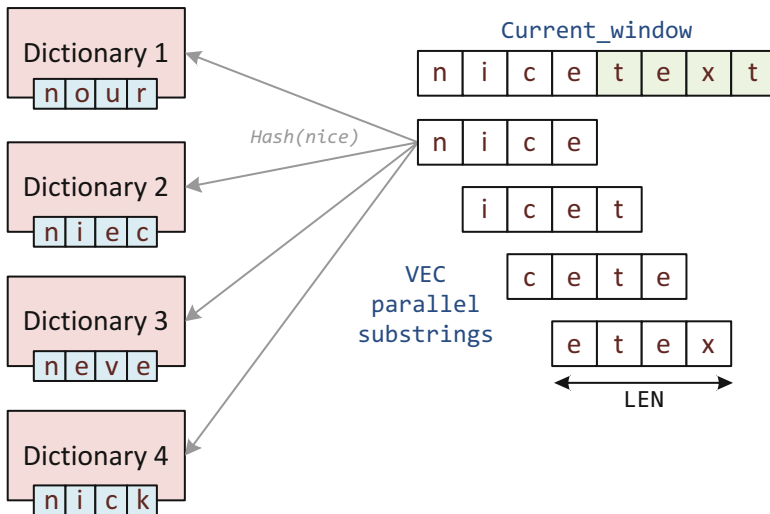 Dictionary 1
n o u r
Dictionary 2
n i e c
Dictionary 3
n e v e
Dictionary 4
n i c k
Hash(nice)
Current_window
n i c e t e x t
n i c e
i c e t
c e t e
e t e x
VEC
parallel
substrings
LEN